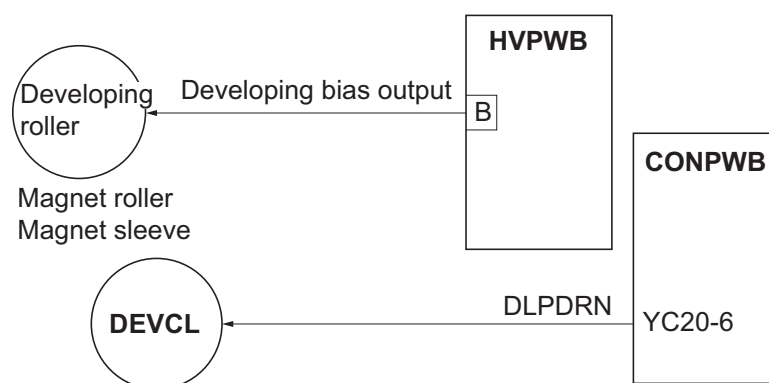 HVPWB
Developing bias output
Developing
roller
B
CONPWB
Magnet roller
Magnet sleeve
DLPDRN
DEVCL
YC20-6